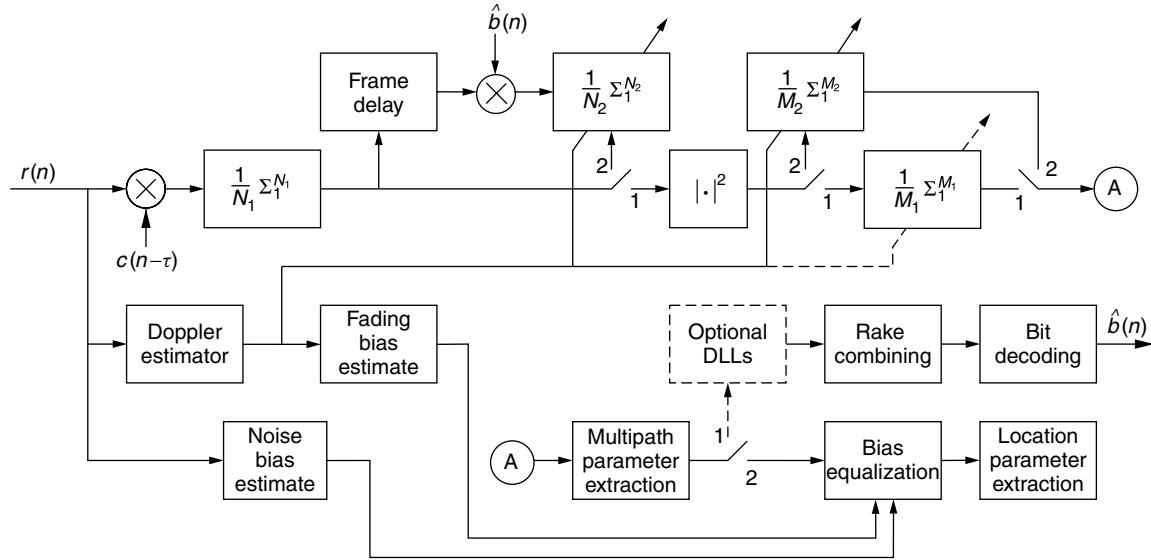 b̂(n)
Frame
delay
1/N₂ Σ₁^N₂
1/M₂ Σ₁^M₂
r(n)
1/N₁ Σ₁^N₁
2
1
|·|²
2
1
1/M₁ Σ₁^M₁
2
1
A
c(n−τ)
Doppler
estimator
Fading
bias
estimate
Optional
DLLs
Rake
combining
Bit
decoding
b̂(n)
Noise
bias
estimate
A
Multipath
parameter
extraction
1
2
Bias
equalization
Location
parameter
extraction